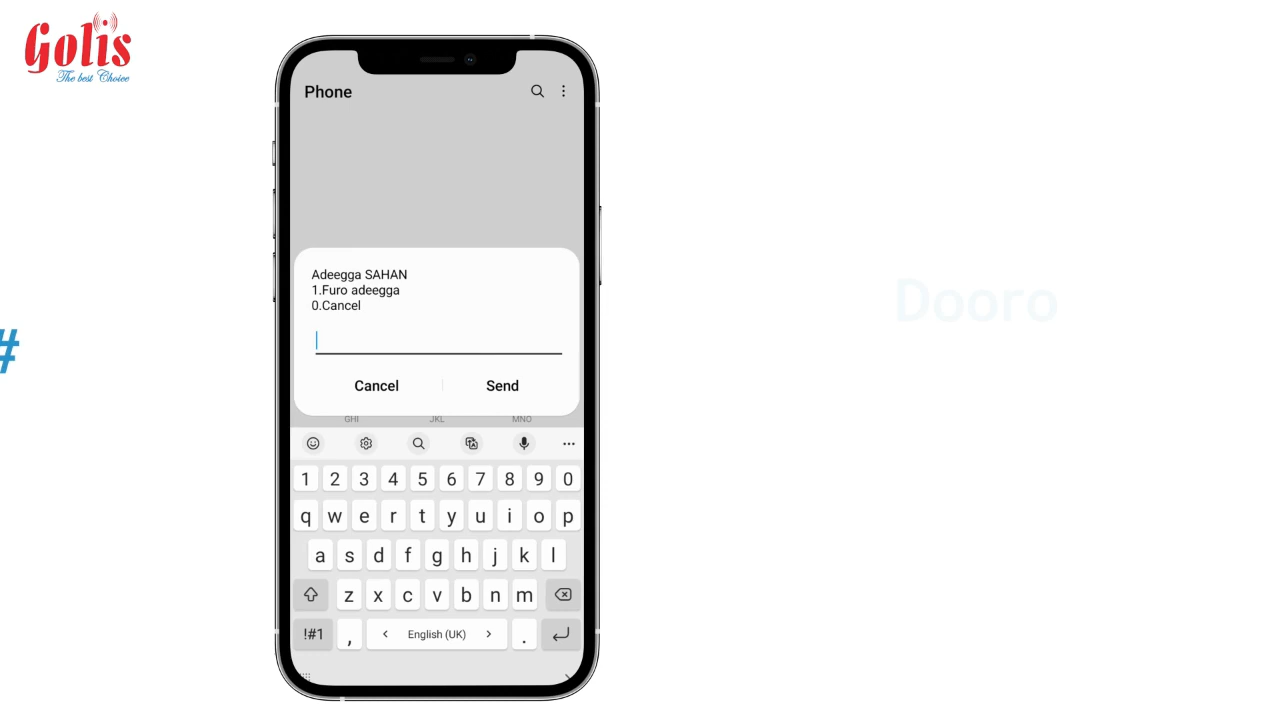 Golis
The best Choice
Phone
Adeegga SAHAN
1.Furo adeegga
0.Cancel
Cancel Send
GHI JKL MNO
#
Dooro
1 2 3 4 5 6 7 8 9 0
q w e r t y u i o p
a s d f g h j k l
z x c v b n m
!#1 , < English (UK) > .